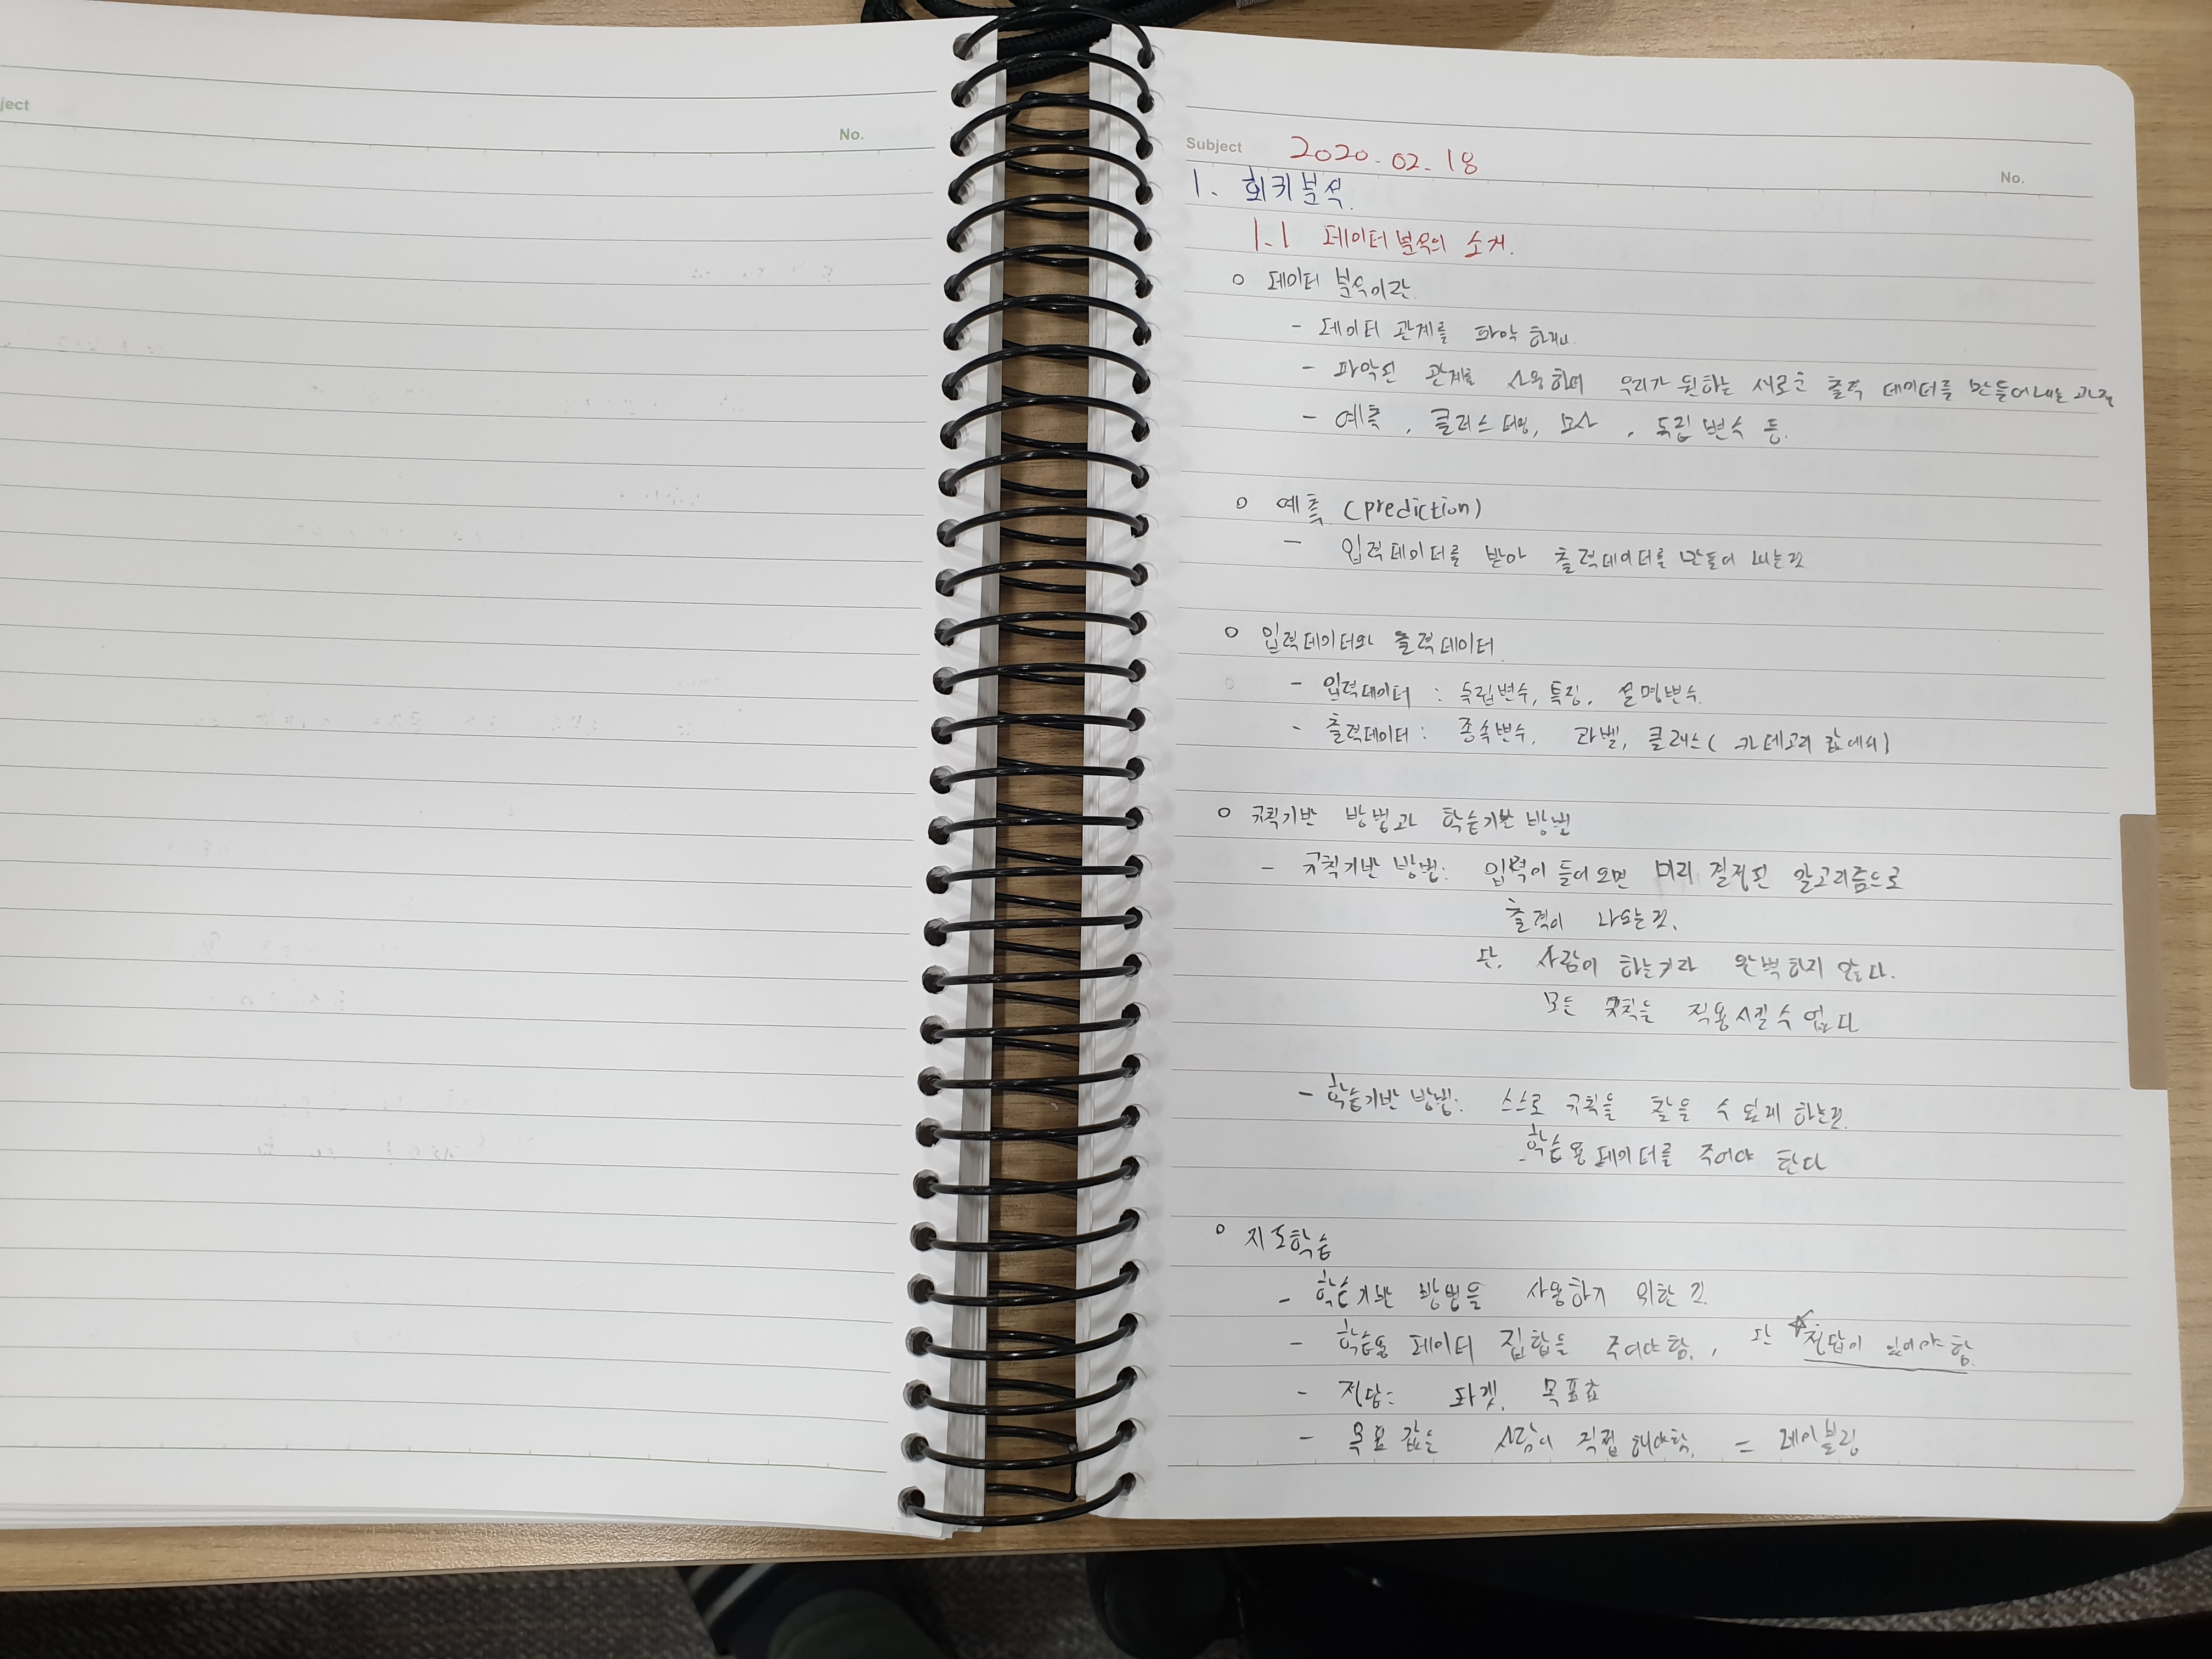 ject
No.
Subject 2020. 02. 18
No.
1. 회귀분석.
1.1 데이터분석의 소개.
o 데이터 분석이란
- 데이터 관계를 파악 하거나
- 파악된 관계를 사용하여 우리가 원하는 새로운 출력 데이터를 만들어내는 과정
- 예측, 클러스터링, 모사, 독립변수 등.
o 예측 (prediction)
- 입력데이터를 받아 출력데이터를 만들어 내는것
o 입력데이터와 출력데이터
- 입력데이터 : 독립변수, 특징, 설명변수.
- 출력데이터 : 종속변수, 라벨, 클래스( 카테고리 값에서)
o 규칙기반 방법과 학습기반 방법
- 규칙기반 방법: 입력이 들어오면 미리 결정된 알고리즘으로
출력이 나오는것.
단, 사람이 하는거라 완벽하지 않다.
모든 규칙을 적용시킬수 없다
- 학습기반 방법: 스스로 규칙을 찾을 수 있게 하는것.
학습용 데이터를 주어야 한다
o 지도학습
- 학습기반 방법을 사용하기 위한 것.
- 학습용 데이터 집합을 주어야함, 단 ☆정답이 있어야 함.
- 정답: 타겟, 목표값
- 목표 값은 사람이 직접 해야함. = 레이블링